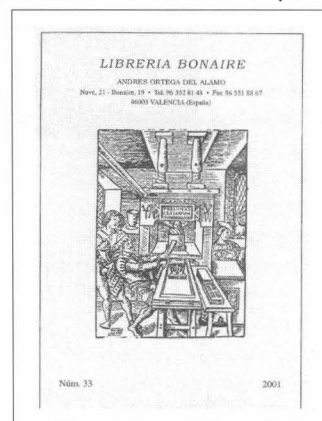 LIBRERIA BONAIRE
ANDRES ORTEGA DEL ALAMO
Nave, 21 - Bonaire, 19 • Tel. 96 352 81 48 • Fax 96 351 88 67
46003 VALENCIA (España)
Núm. 33
2001